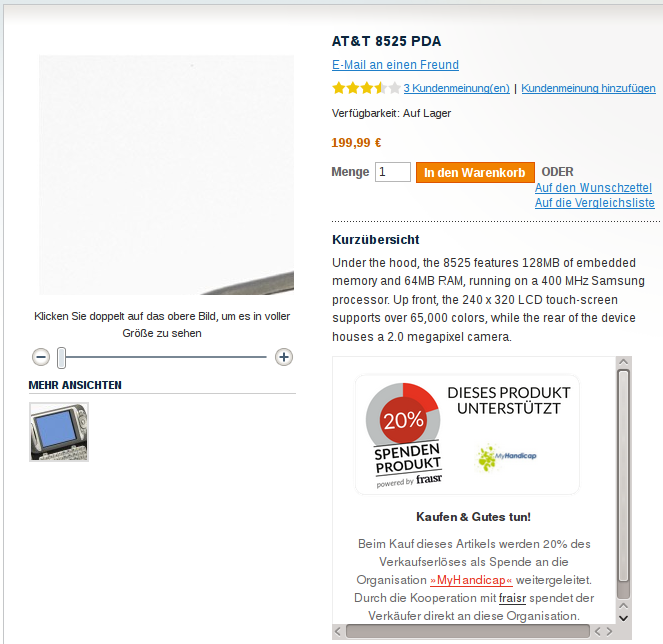 AT&T 8525 PDA
E-Mail an einen Freund
3 Kundenmeinung(en) | Kundenmeinung hinzufügen
Verfügbarkeit: Auf Lager
199,99 €
Menge 1 In den Warenkorb ODER
Auf den Wunschzettel
Auf die Vergleichsliste
Kurzübersicht
Under the hood, the 8525 features 128MB of embedded
memory and 64MB RAM, running on a 400 MHz Samsung
processor. Up front, the 240 x 320 LCD touch-screen
supports over 65,000 colors, while the rear of the device
houses a 2.0 megapixel camera.
Klicken Sie doppelt auf das obere Bild, um es in voller
Größe zu sehen
MEHR ANSICHTEN
20%
SPENDEN
PRODUKT
powered by fraisr
DIESES PRODUKT
UNTERSTÜTZT
MyHandicap
Kaufen & Gutes tun!
Beim Kauf dieses Artikels werden 20% des
Verkaufserlöses als Spende an die
Organisation »MyHandicap« weitergeleitet.
Durch die Kooperation mit fraisr spendet der
Verkäufer direkt an diese Organisation.